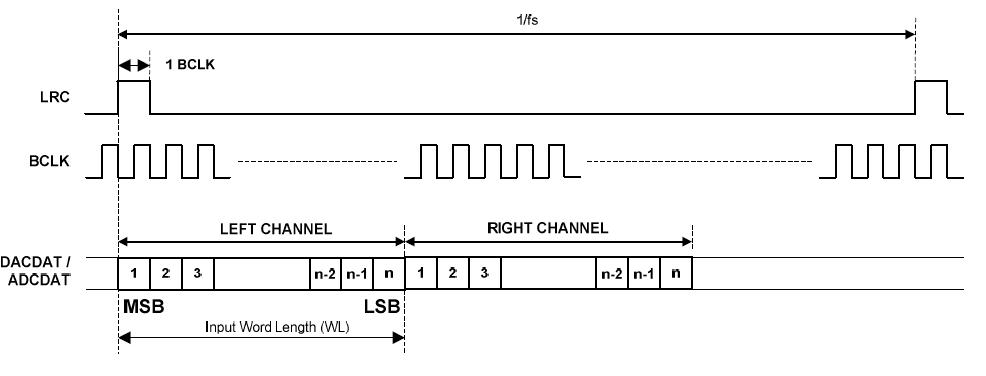 1/fs
1 BCLK
LRC
BCLK
LEFT CHANNEL RIGHT CHANNEL
DACDAT /
ADCDAT
1 2 3 n-2 n-1 n 1 2 3 n-2 n-1 n
MSB LSB
Input Word Length (WL)